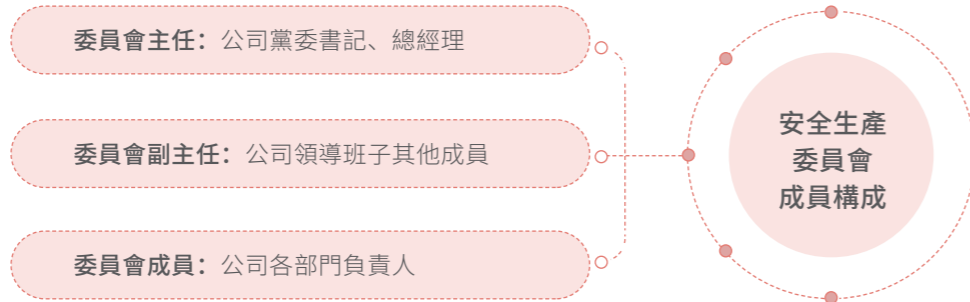 委員會主任：公司黨委書記、總經理
委員會副主任：公司領導班子其他成員
委員會成員：公司各部門負責人
安全生產
委員會
成員構成